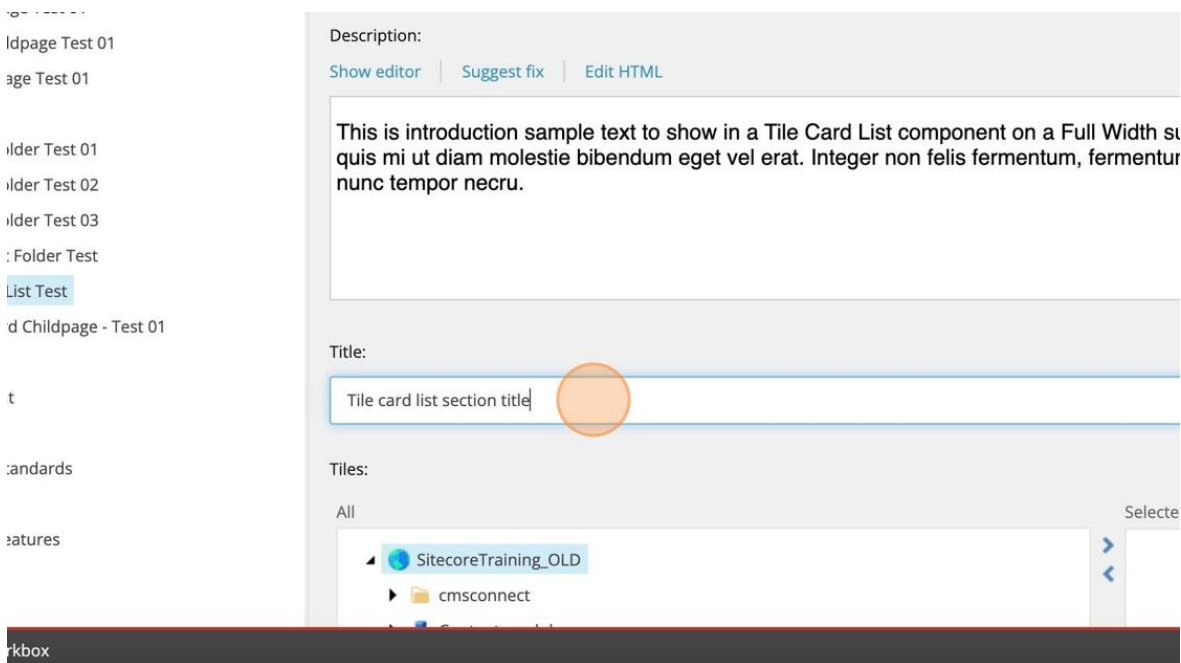 ldpage Test 01
age Test 01
lder Test 01
lder Test 02
lder Test 03
Folder Test
List Test
d Childpage - Test 01
t
tandards
eatures
rkbox
Description:
Show editor
Suggest fix
Edit HTML
This is introduction sample text to show in a Tile Card List component on a Full Width su
quis mi ut diam molestie bibendum eget vel erat. Integer non felis fermentum, fermentur
nunc tempor necru.
Title:
Tile card list section title
Tiles:
All
Selecte
SitecoreTraining_OLD
cmsconnect